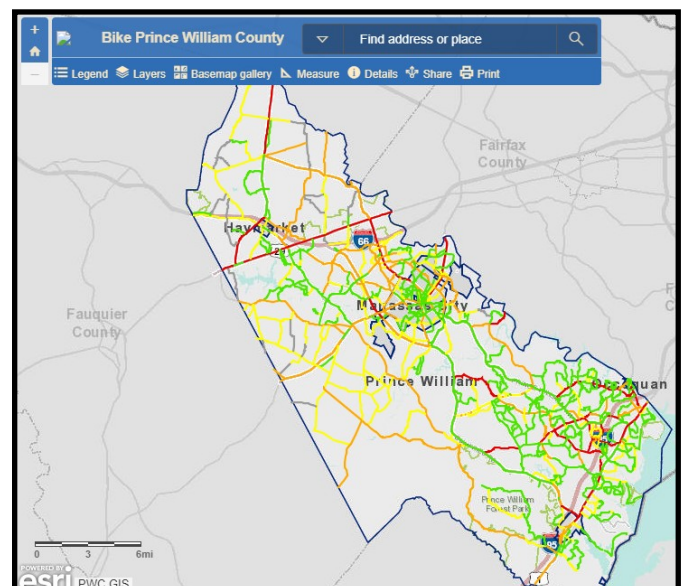 +
Bike Prince William County
Find address or place
−
Legend Layers Basemap gallery Measure Details Share Print
Fairfax
County
Haymarket
66
29
Fauquier
County
Manassas City
Prince William
Occoquan
Prince William
Forest Park
95
1
0 3 6mi
POWERED BY
esri PWC GIS